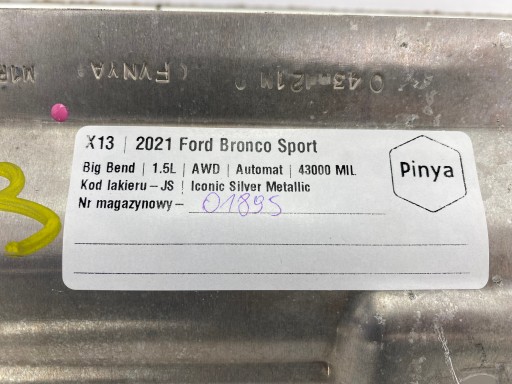 X13 | 2021 Ford Bronco Sport
Big Bend | 1.5L | AWD | Automat | 43000 MIL
Kod lakieru – JS | Iconic Silver Metallic
Nr magazynowy – 01895
Pinya
3